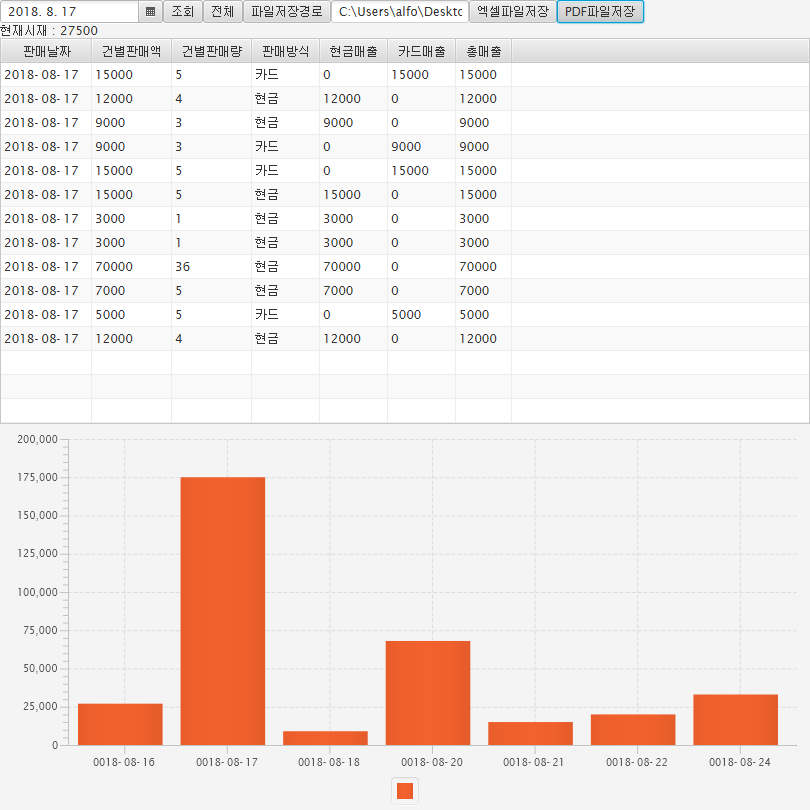 2018. 8. 17 조회 전체 파일저장경로 C:\Users\alfo\Deskto 엑셀파일저장 PDF파일저장
현재시재 : 27500
판매날짜 건별판매액 건별판매량 판매방식 현금매출 카드매출 총매출
2018-08-17 15000 5 카드 0 15000 15000
2018-08-17 12000 4 현금 12000 0 12000
2018-08-17 9000 3 현금 9000 0 9000
2018-08-17 9000 3 카드 0 9000 9000
2018-08-17 15000 5 카드 0 15000 15000
2018-08-17 15000 5 현금 15000 0 15000
2018-08-17 3000 1 현금 3000 0 3000
2018-08-17 3000 1 현금 3000 0 3000
2018-08-17 70000 36 현금 70000 0 70000
2018-08-17 7000 5 현금 7000 0 7000
2018-08-17 5000 5 카드 0 5000 5000
2018-08-17 12000 4 현금 12000 0 12000
200,000
175,000
150,000
125,000
100,000
75,000
50,000
25,000
0
0018-08-16 0018-08-17 0018-08-18 0018-08-20 0018-08-21 0018-08-22 0018-08-24